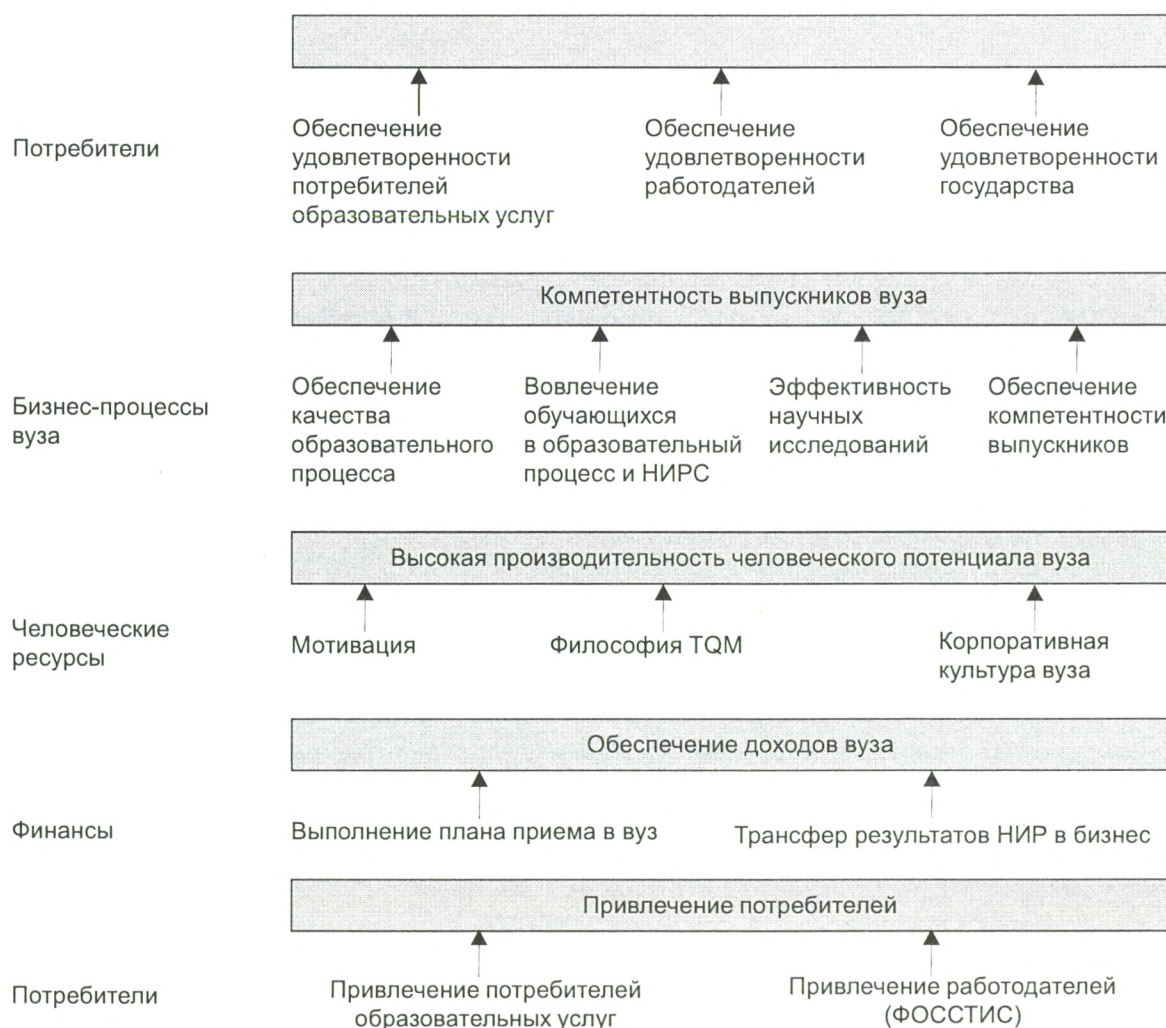 Потребители
Обеспечение
удовлетворенности
потребителей
образовательных услуг
Обеспечение
удовлетворенности
работодателей
Обеспечение
удовлетворенности
государства
Компетентность выпускников вуза
Бизнес-процессы
вуза
Обеспечение
качества
образовательного
процесса
Вовлечение
обучающихся
в образовательный
процесс и НИРС
Эффективность
научных
исследований
Обеспечение
компетентности
выпускников
Высокая производительность человеческого потенциала вуза
Человеческие
ресурсы
Мотивация
Философия TQM
Корпоративная
культура вуза
Обеспечение доходов вуза
Финансы
Выполнение плана приема в вуз
Трансфер результатов НИР в бизнес
Привлечение потребителей
Потребители
Привлечение потребителей
образовательных услуг
Привлечение работодателей
(ФОССТИС)